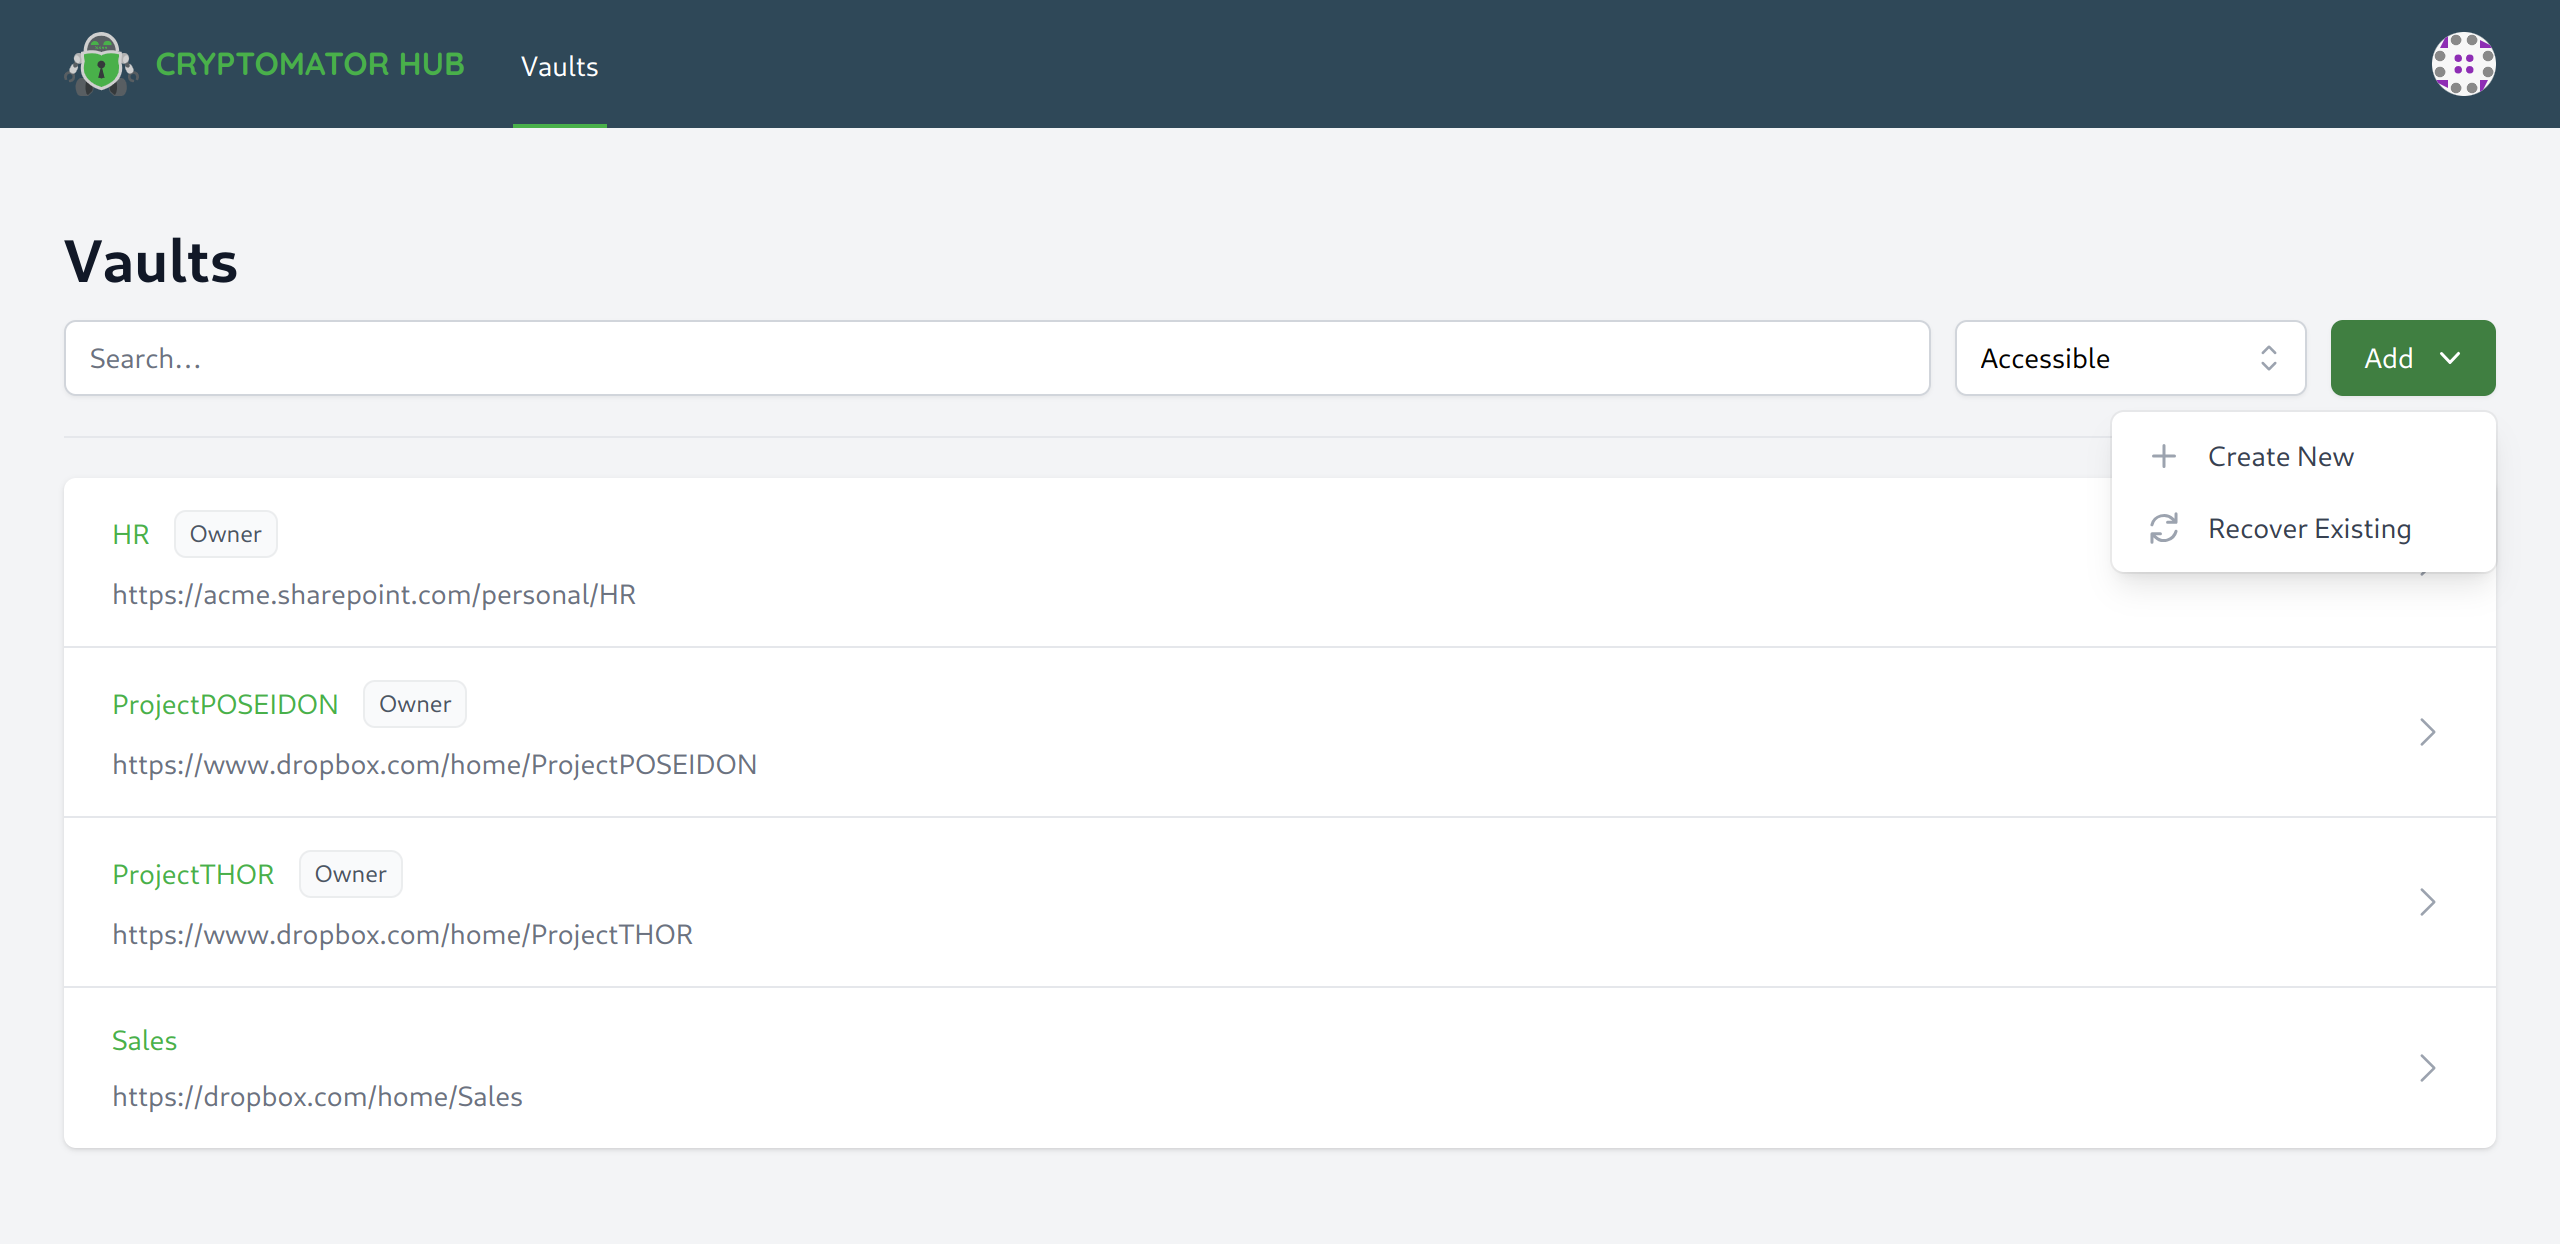 CRYPTOMATOR HUB Vaults
Vaults
Search...
Accessible
Add
Create New
Recover Existing
HR Owner
https://acme.sharepoint.com/personal/HR
ProjectPOSEIDON Owner
https://www.dropbox.com/home/ProjectPOSEIDON
ProjectTHOR Owner
https://www.dropbox.com/home/ProjectTHOR
Sales
https://dropbox.com/home/Sales